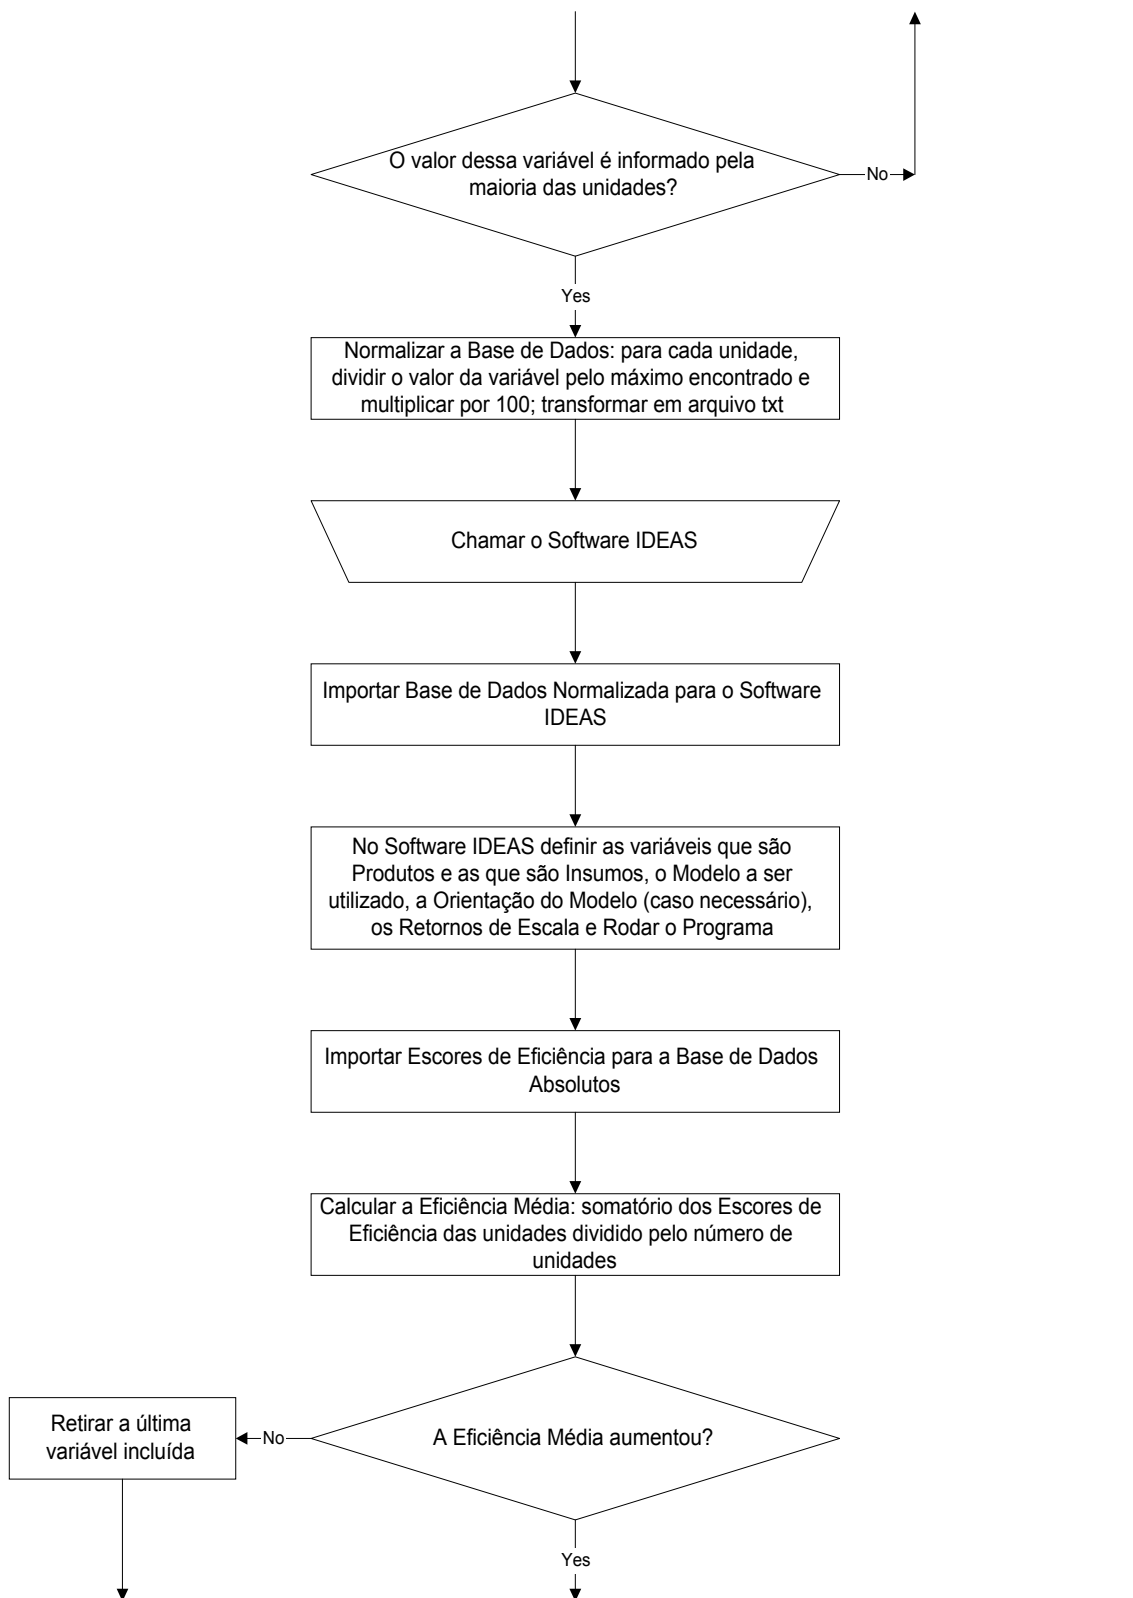 O valor dessa variável é informado pela
maioria das unidades?
No
Yes
Normalizar a Base de Dados: para cada unidade,
dividir o valor da variável pelo máximo encontrado e
multiplicar por 100; transformar em arquivo txt
Chamar o Software IDEAS
Importar Base de Dados Normalizada para o Software
IDEAS
No Software IDEAS definir as variáveis que são
Produtos e as que são Insumos, o Modelo a ser
utilizado, a Orientação do Modelo (caso necessário),
os Retornos de Escala e Rodar o Programa
Importar Escores de Eficiência para a Base de Dados
Absolutos
Calcular a Eficiência Média: somatório dos Escores de
Eficiência das unidades dividido pelo número de
unidades
A Eficiência Média aumentou?
No
Retirar a última
variável incluída
Yes